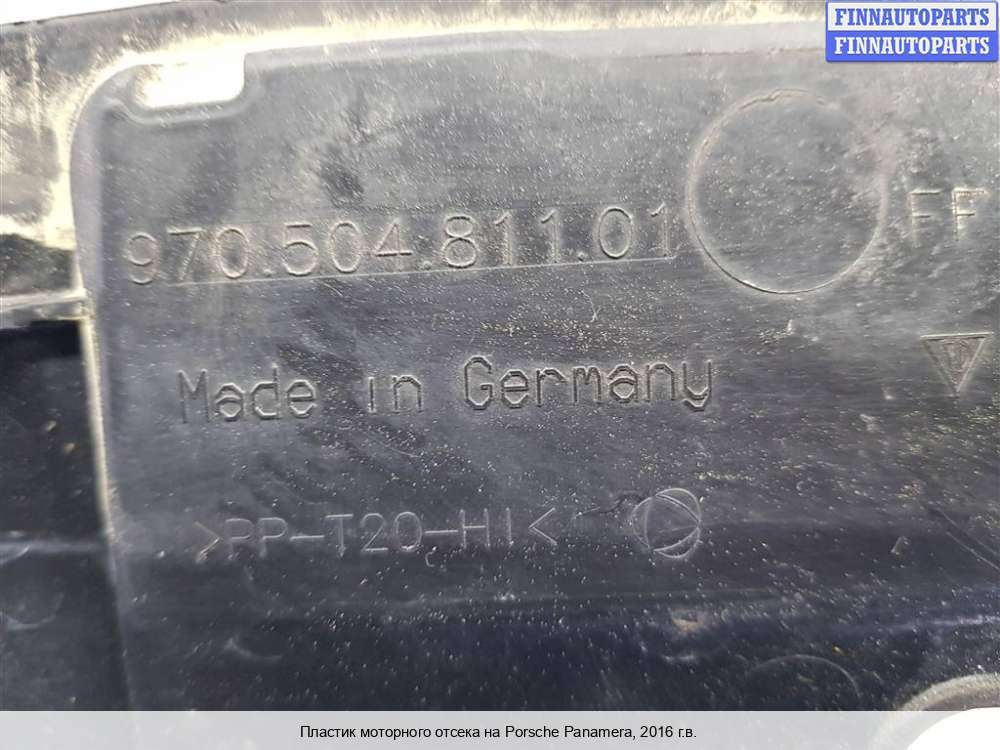 FINNAUTOPARTS
FINNAUTOPARTS
970.504.811.01
FF
Made in Germany
>PP-T20-HI<
Пластик моторного отсека на Porsche Panamera, 2016 г.в.